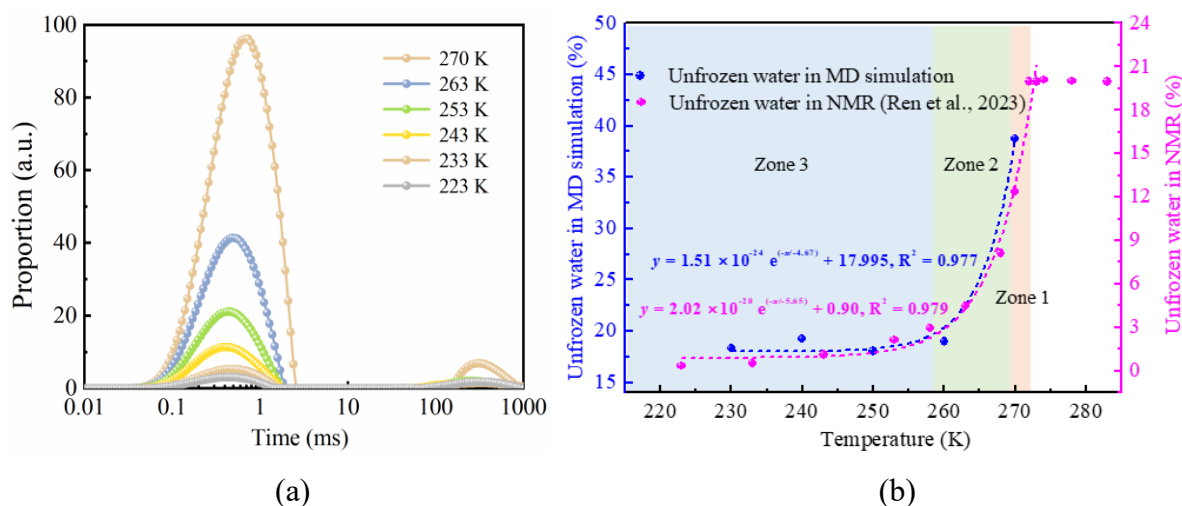 100
80
60
40
20
0
Proportion (a.u.)
270 K
263 K
253 K
243 K
233 K
223 K
0.01 0.1 1 10 100 1000
Time (ms)
(a)
50
45
40
35
30
25
20
15
Unfrozen water in MD simulation (%)
Unfrozen water in MD simulation
Unfrozen water in NMR (Ren et al., 2023)
Zone 3
Zone 2
Zone 1
y = 1.51 × 10⁻²⁴ e^(-x/-4.67) + 17.995, R² = 0.977
y = 2.02 × 10⁻²⁰ e^(-x/-5.65) + 0.90, R² = 0.979
24
21
18
15
12
9
6
3
0
Unfrozen water in NMR (%)
220 230 240 250 260 270 280
Temperature (K)
(b)